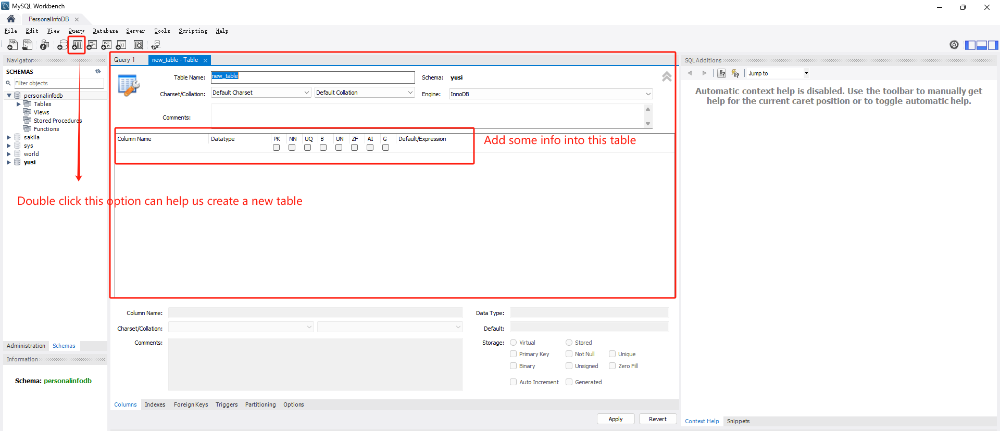 MySQL Workbench
PersonalInfoDB
File Edit View Query Database Server Tools Scripting Help
Navigator
SCHEMAS
Filter objects
personalinfodb
Tables
Views
Stored Procedures
Functions
sakila
sys
world
yusi
Query 1
new_table - Table
Table Name: new_table
Schema: yusi
Charset/Collation: Default Charset Default Collation
Engine: InnoDB
Comments:
Column Name Datatype PK NN UQ B UN ZF AI G Default/Expression
Add some info into this table
Double click this option can help us create a new table
Column Name:
Data Type:
Charset/Collation:
Default:
Comments:
Storage: Virtual Stored
Primary Key Not Null Unique
Binary Unsigned Zero Fill
Auto Increment Generated
Administration Schemas
Information
Schema: personalinfodb
Columns Indexes Foreign Keys Triggers Partitioning Options
Apply Revert
SQLAdditions
Jump to
Automatic context help is disabled. Use the toolbar to manually get
help for the current caret position or to toggle automatic help.
Context Help Snippets